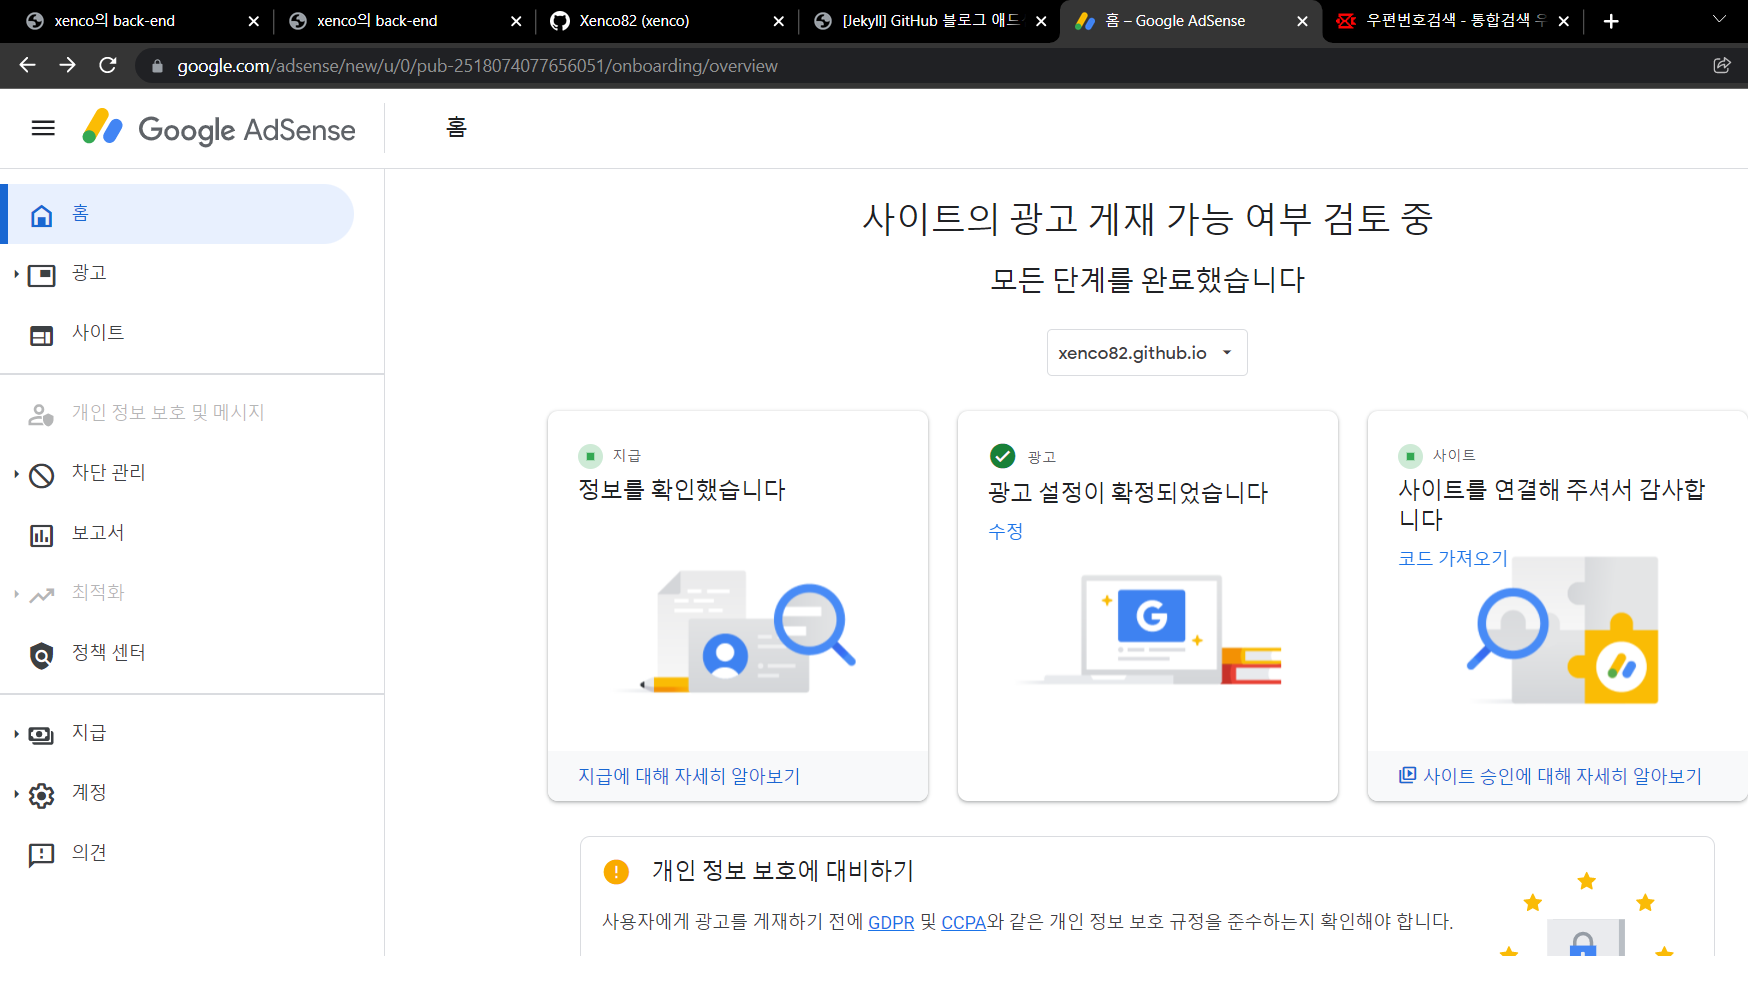 xenco의 back-end
xenco의 back-end
Xenco82 (xenco)
[Jekyll] GitHub 블로그 애드
홈 – Google AdSense
우편번호검색 - 통합검색 우
google.com/adsense/new/u/0/pub-2518074077656051/onboarding/overview
Google AdSense
홈
홈
광고
사이트
개인 정보 보호 및 메시지
차단 관리
보고서
최적화
정책 센터
지급
계정
의견
사이트의 광고 게재 가능 여부 검토 중
모든 단계를 완료했습니다
xenco82.github.io
지급
정보를 확인했습니다
지급에 대해 자세히 알아보기
광고
광고 설정이 확정되었습니다
수정
G
사이트
사이트를 연결해 주셔서 감사합
니다
코드 가져오기
사이트 승인에 대해 자세히 알아보기
개인 정보 보호에 대비하기
사용자에게 광고를 게재하기 전에 GDPR 및 CCPA와 같은 개인 정보 보호 규정을 준수하는지 확인해야 합니다.